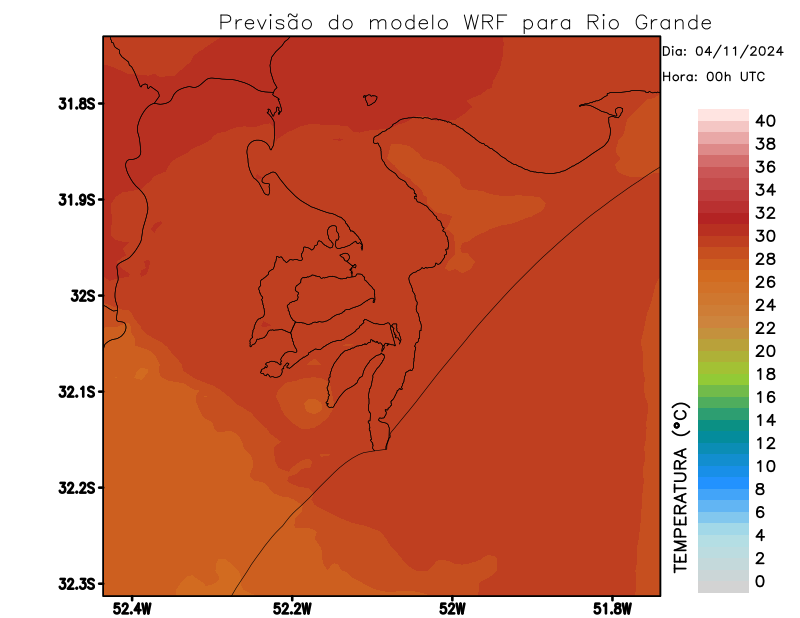 Previsão do modelo WRF para Rio Grande
Dia: 04/11/2024
Hora: 00h UTC
31.8S
31.9S
32S
32.1S
32.2S
32.3S
52.4W
52.2W
52W
51.8W
40
38
36
34
32
30
28
26
24
22
20
18
16
14
12
10
8
6
4
2
0
TEMPERATURA (°C)